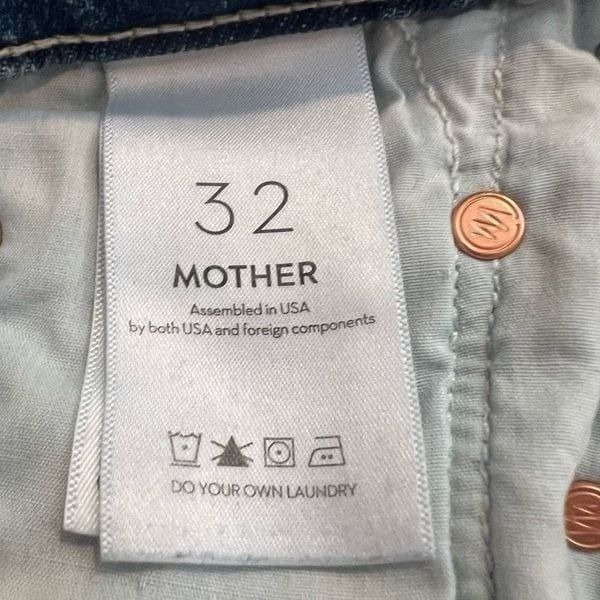 32
MOTHER
Assembled in USA
by both USA and foreign components
DO YOUR OWN LAUNDRY